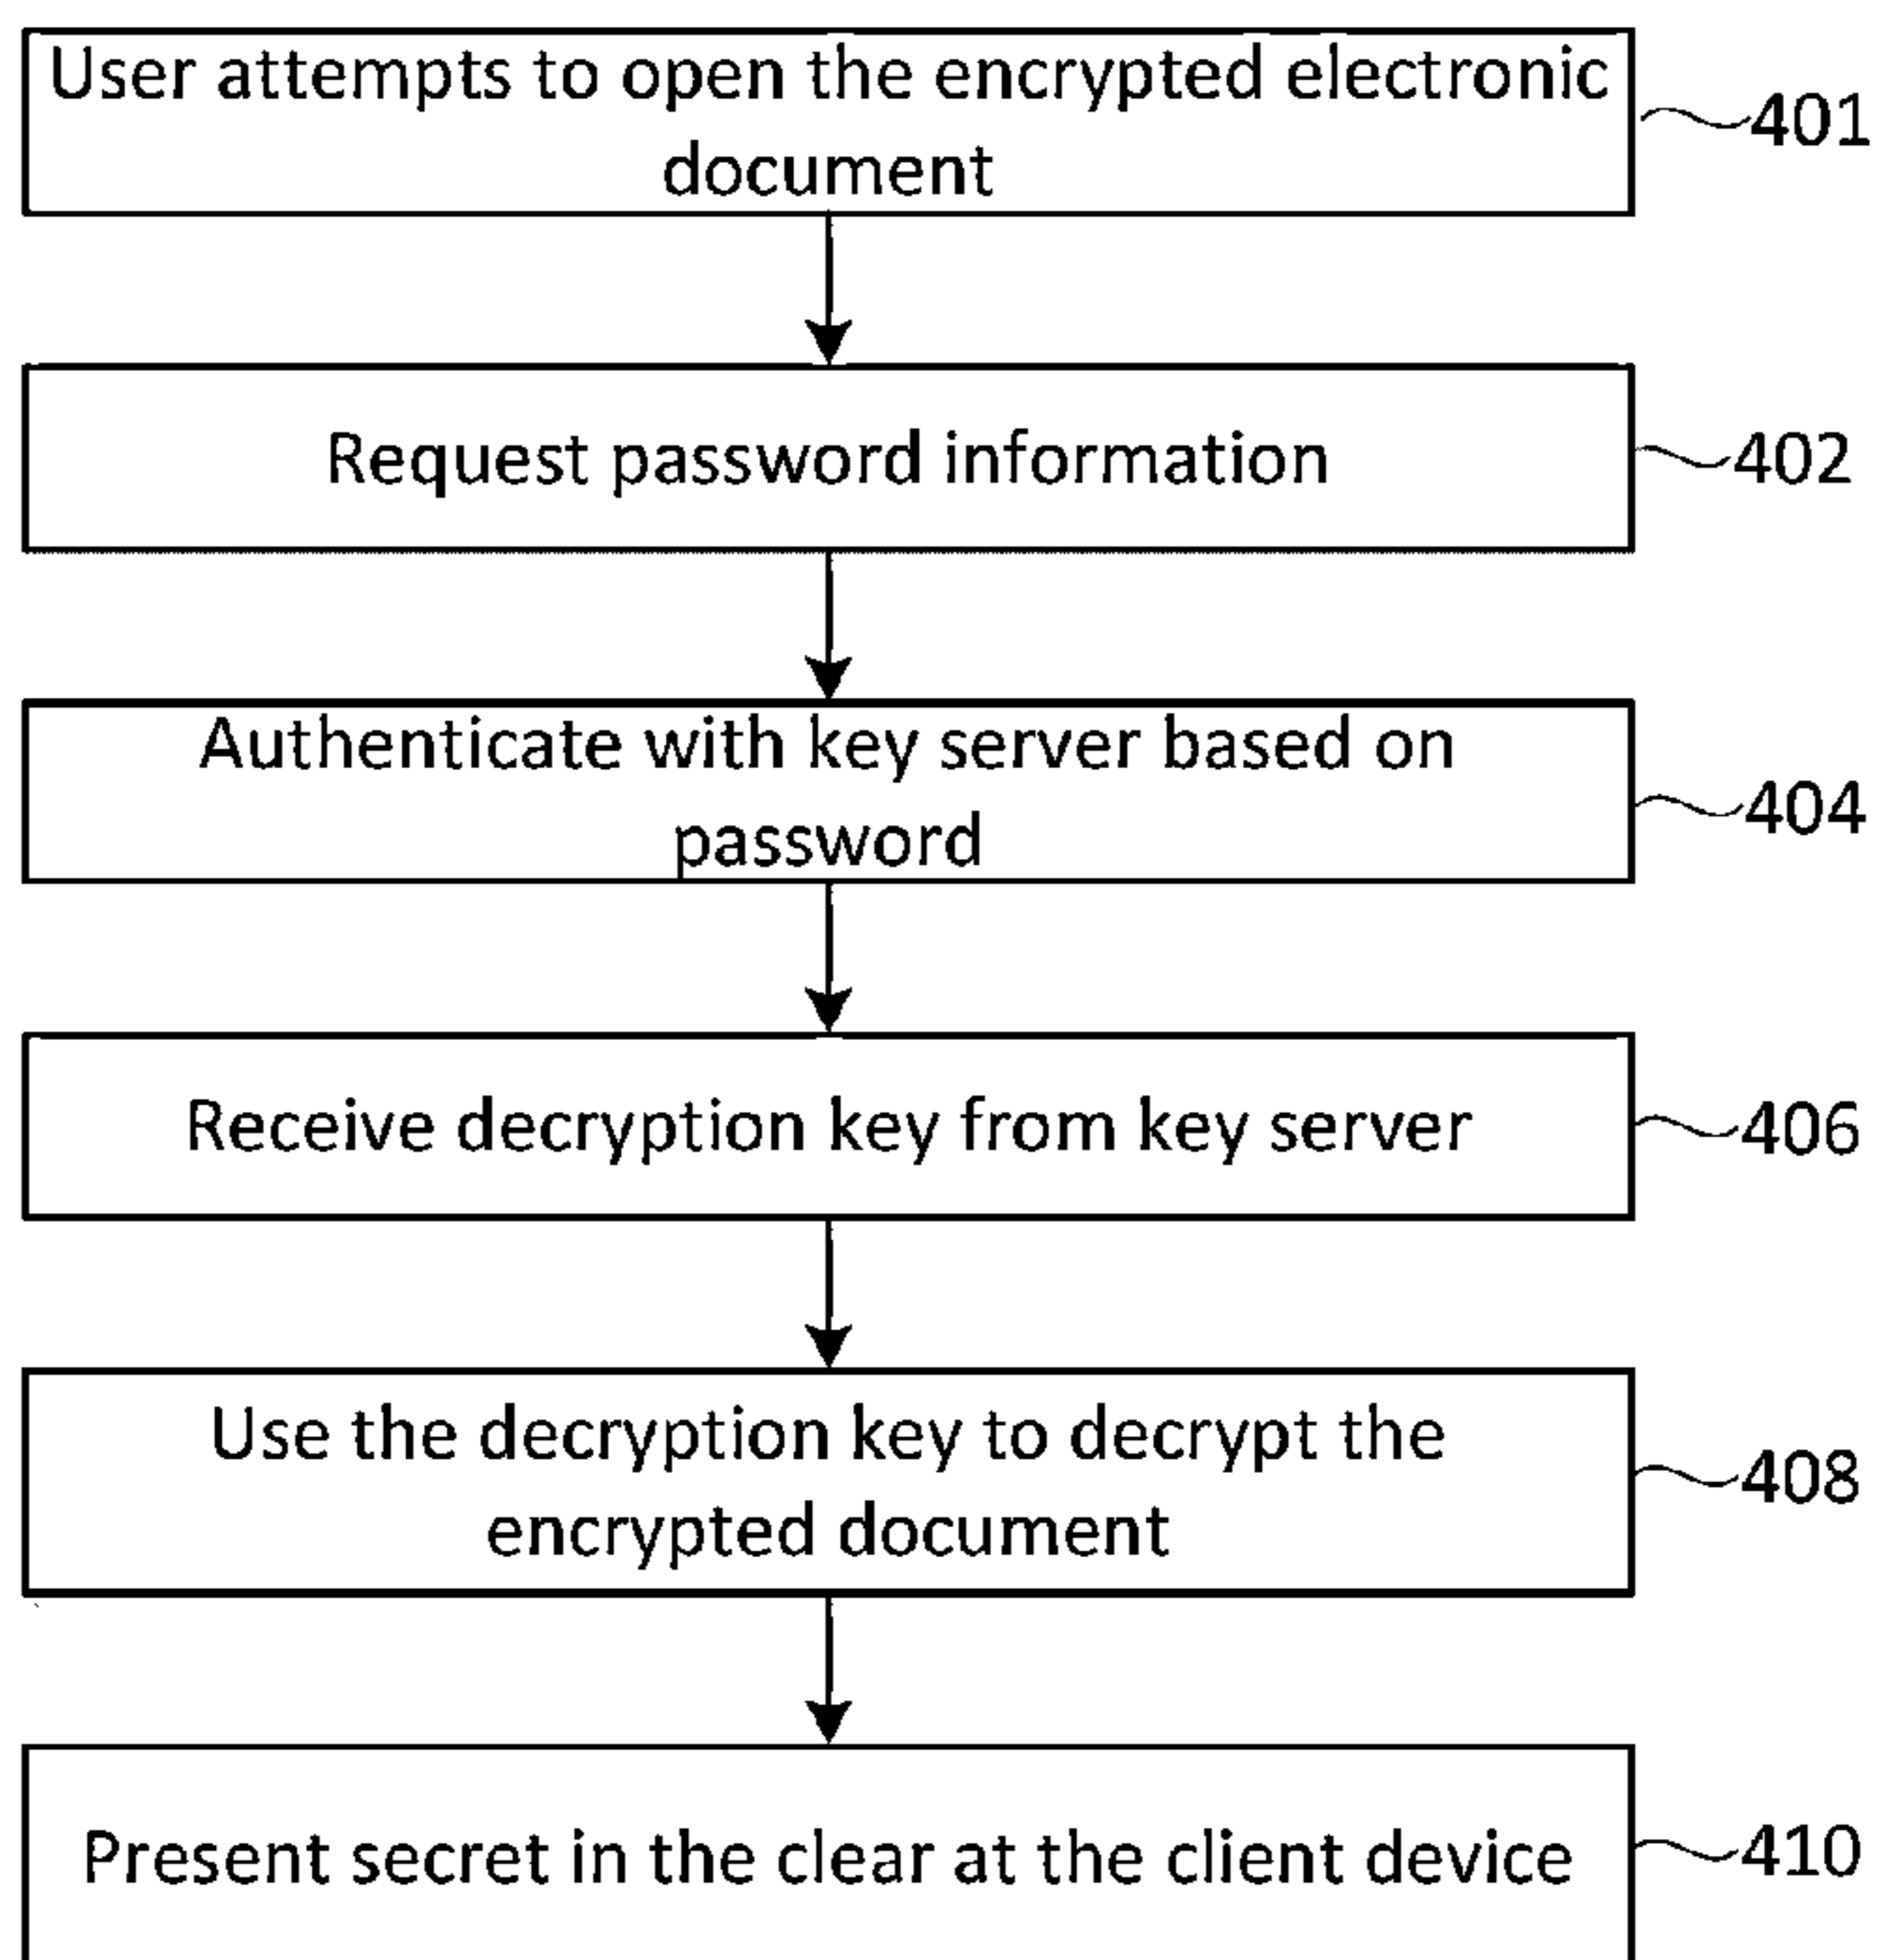 User attempts to open the encrypted electronic
document
401
Request password information
402
Authenticate with key server based on
password
404
Receive decryption key from key server
406
Use the decryption key to decrypt the
encrypted document
408
Present secret in the clear at the client device
410